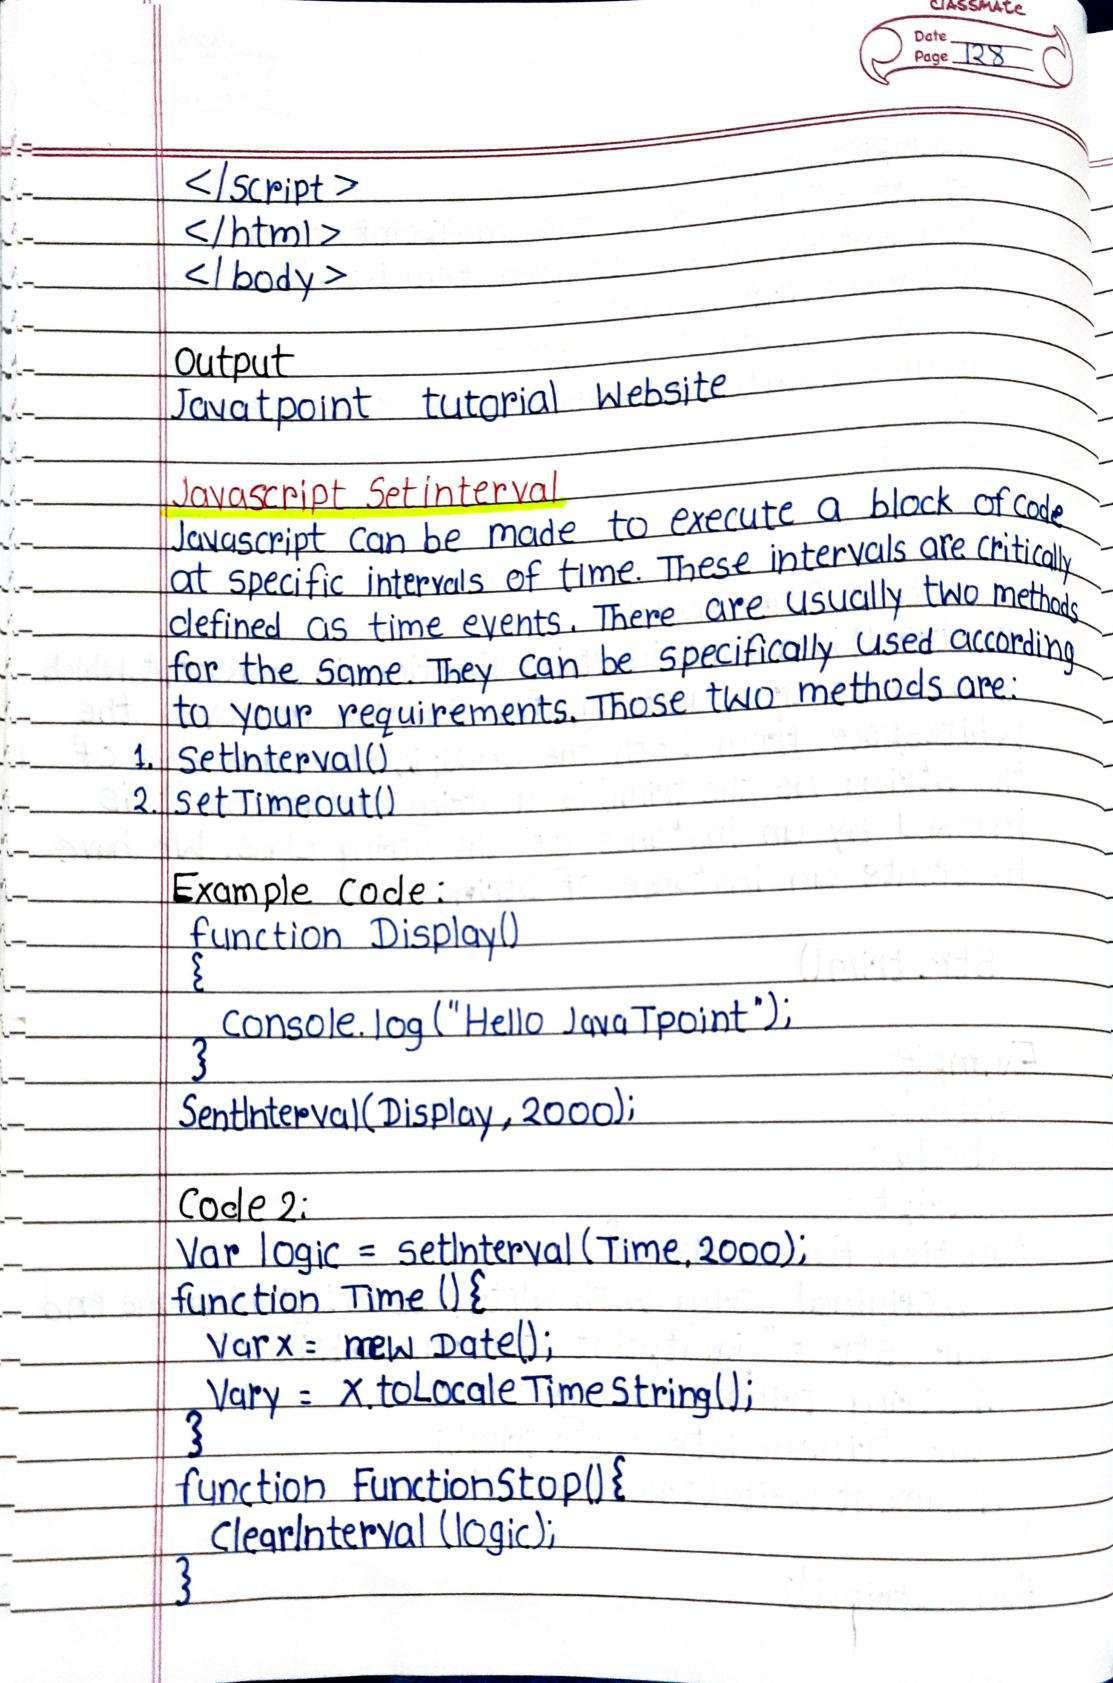 CLASSMATE
Date
Page 128
</script>
</html>
</body>
Output
Javatpoint tutorial Website
Javascript Setinterval
Javascript can be made to execute a block of code
at specific intervals of time. These intervals are critically
defined as time events. There are usually two methods
for the same. They can be specifically used according
to your requirements. Those two methods are:
1. SetInterval()
2. setTimeout()
Example Code:
function Display()
{
Console.log("Hello JavaTpoint");
}
SentInterval(Display, 2000);
Code 2:
Var logic = setInterval(Time, 2000);
function Time(){
Var x = new Date();
Var y = x.toLocaleTimeString();
}
function FunctionStop(){
ClearInterval(logic);
}